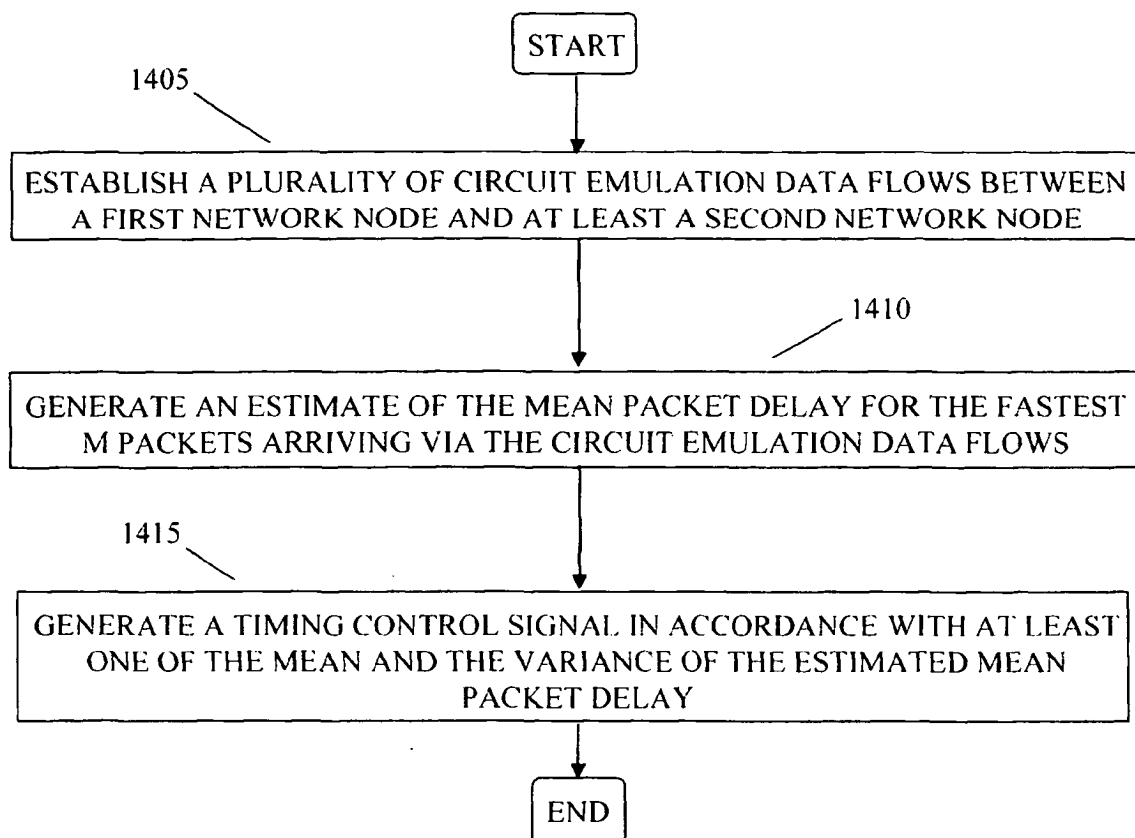 START
1405
ESTABLISH A PLURALITY OF CIRCUIT EMULATION DATA FLOWS BETWEEN
A FIRST NETWORK NODE AND AT LEAST A SECOND NETWORK NODE
1410
GENERATE AN ESTIMATE OF THE MEAN PACKET DELAY FOR THE FASTEST
M PACKETS ARRIVING VIA THE CIRCUIT EMULATION DATA FLOWS
1415
GENERATE A TIMING CONTROL SIGNAL IN ACCORDANCE WITH AT LEAST
ONE OF THE MEAN AND THE VARIANCE OF THE ESTIMATED MEAN
PACKET DELAY
END